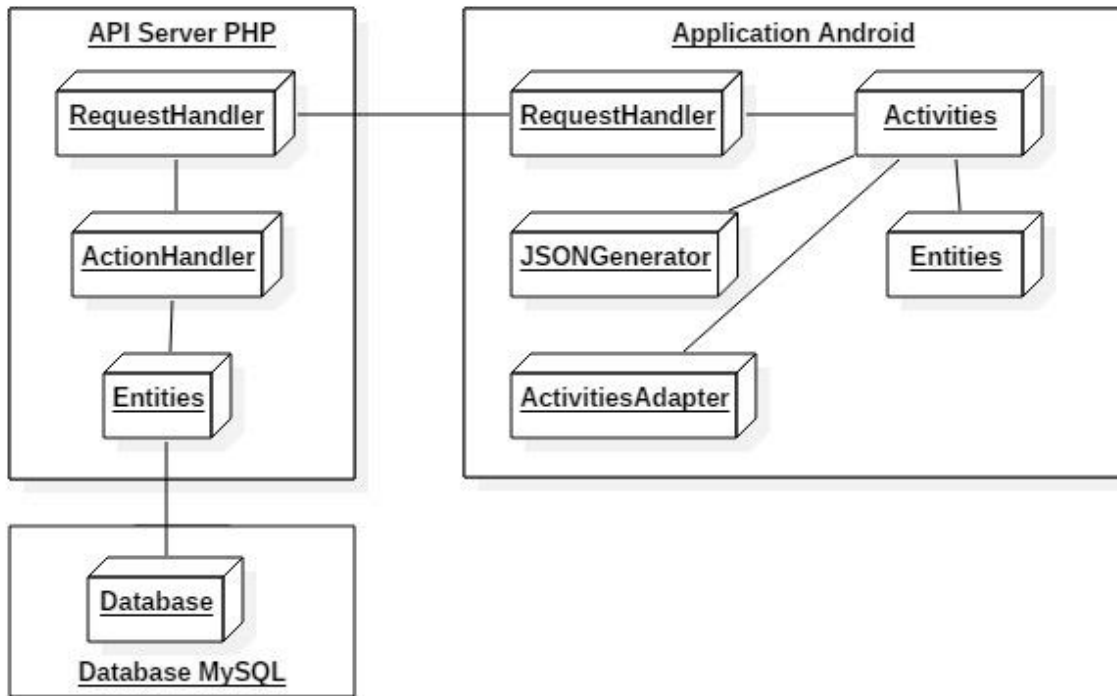 API Server PHP
RequestHandler
ActionHandler
Entities
Database
Database MySQL
Application Android
RequestHandler
Activities
JSONGenerator
Entities
ActivitiesAdapter